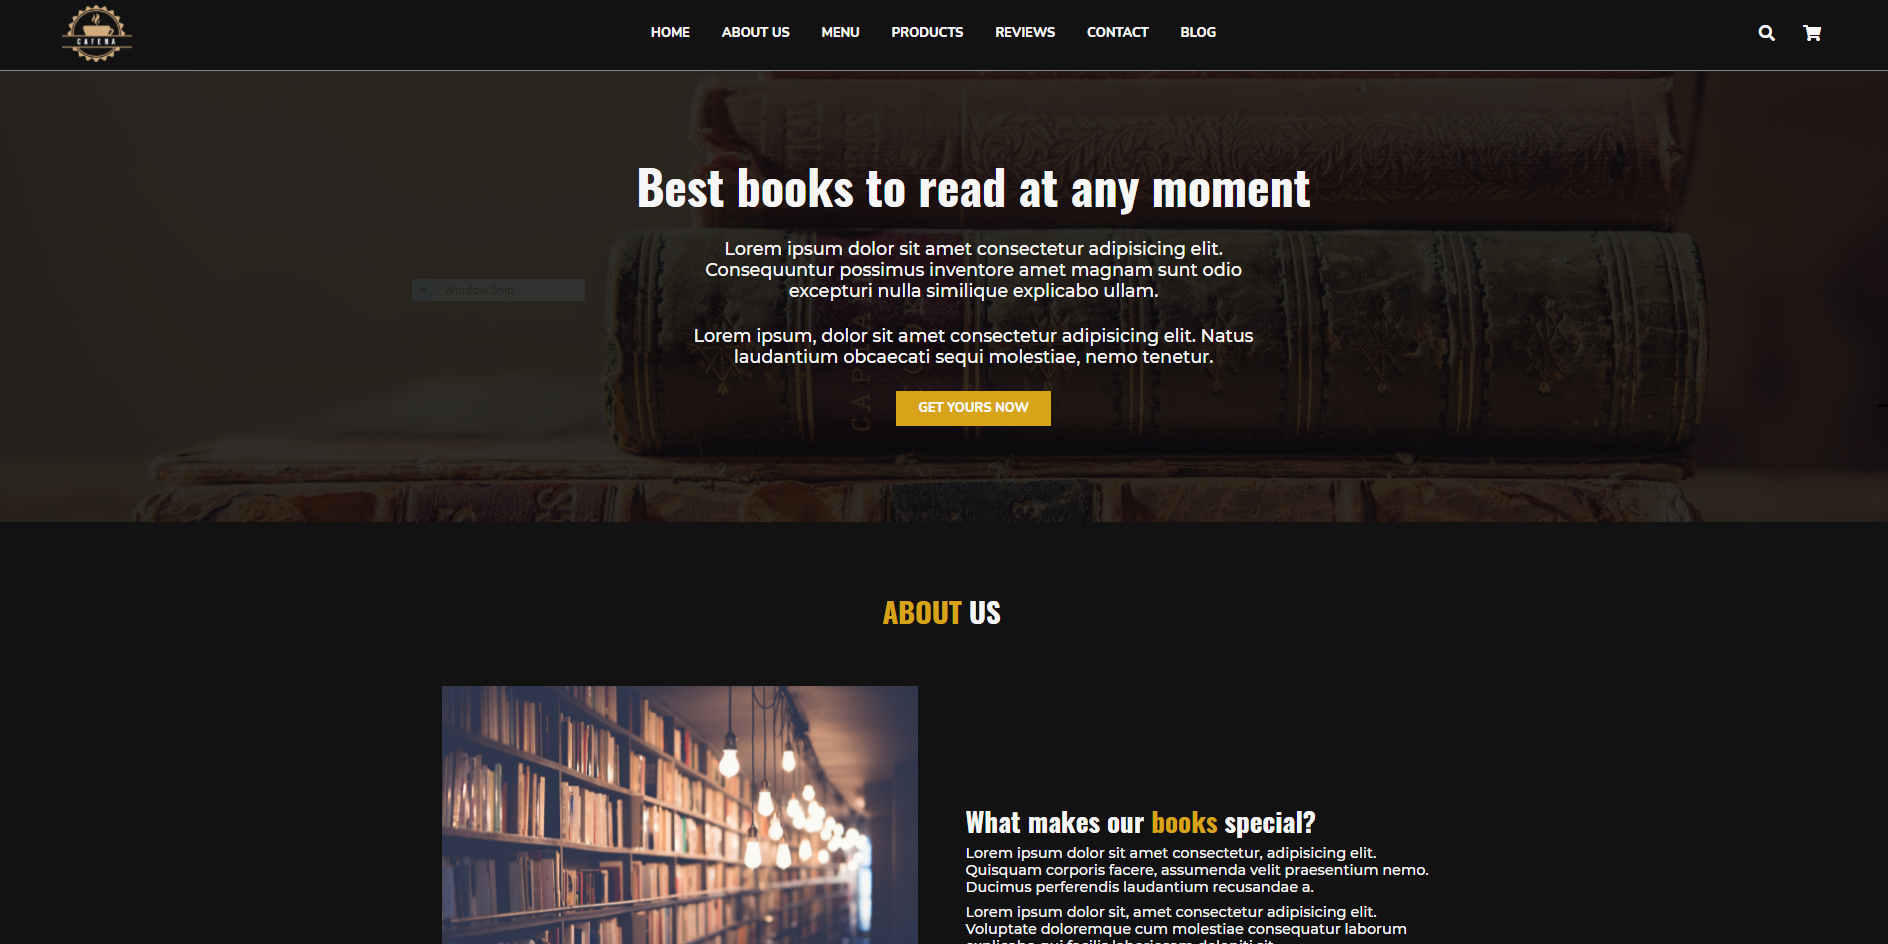 CAFENA
HOME ABOUT US MENU PRODUCTS REVIEWS CONTACT BLOG
Best books to read at any moment
Lorem ipsum dolor sit amet consectetur adipisicing elit.
Consequuntur possimus inventore amet magnam sunt odio
excepturi nulla similique explicabo ullam.
Window Snip
Lorem ipsum, dolor sit amet consectetur adipisicing elit. Natus
laudantium obcaecati sequi molestiae, nemo tenetur.
GET YOURS NOW
ABOUT US
What makes our books special?
Lorem ipsum dolor sit amet consectetur, adipisicing elit.
Quisquam corporis facere, assumenda velit praesentium nemo.
Ducimus perferendis laudantium recusandae a.
Lorem ipsum dolor sit, amet consectetur adipisicing elit.
Voluptate doloremque cum molestiae consequatur laborum